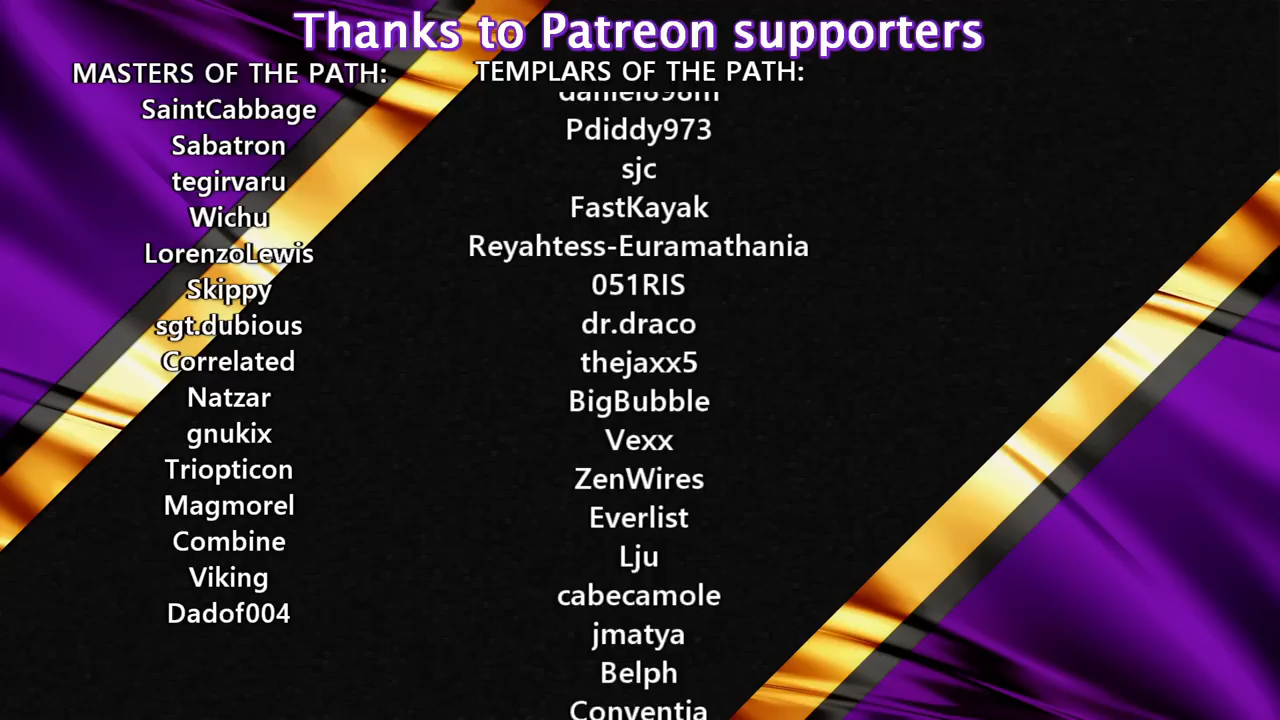 Thanks to Patreon supporters
MASTERS OF THE PATH:
SaintCabbage
Sabatron
tegirvaru
Wichu
LorenzoLewis
Skippy
sgt.dubious
Correlated
Natzar
gnukix
Triopticon
Magmorel
Combine
Viking
Dadof004
TEMPLARS OF THE PATH:
Pdiddy973
sjc
FastKayak
Reyahtess-Euramathania
051RIS
dr.draco
thejaxx5
BigBubble
Vexx
ZenWires
Everlist
Lju
cabecamole
jmatya
Belph
Conventia